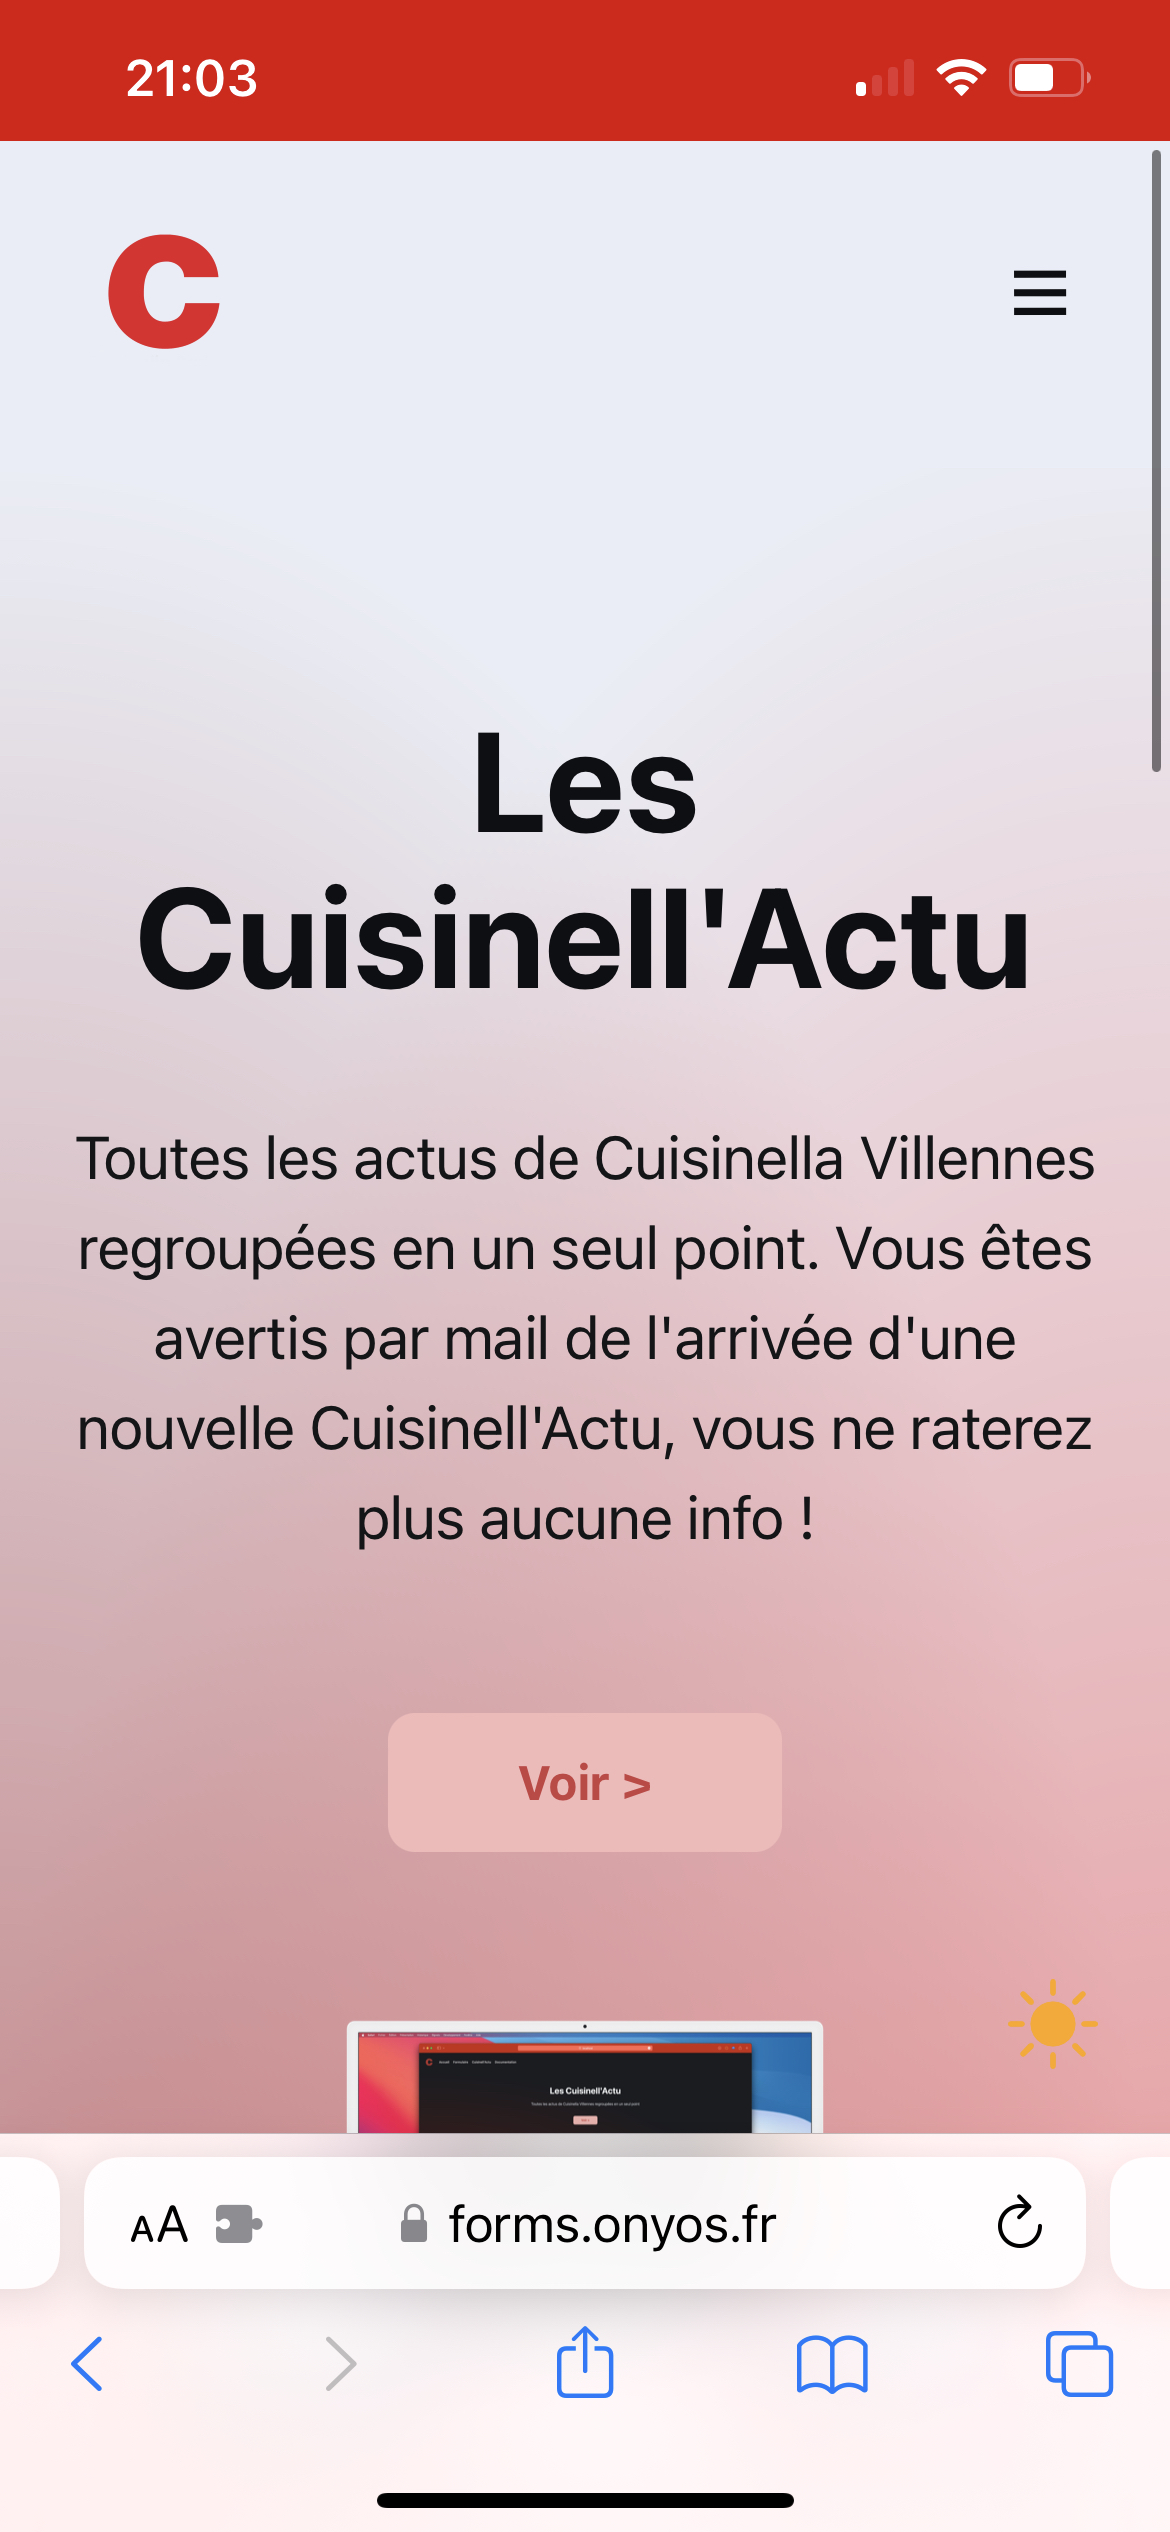 21:03
C
Les
Cuisinell'Actu
Toutes les actus de Cuisinella Villennes
regroupées en un seul point. Vous êtes
avertis par mail de l'arrivée d'une
nouvelle Cuisinell'Actu, vous ne raterez
plus aucune info !
Voir >
Les Cuisinell'Actu
AA
forms.onyos.fr